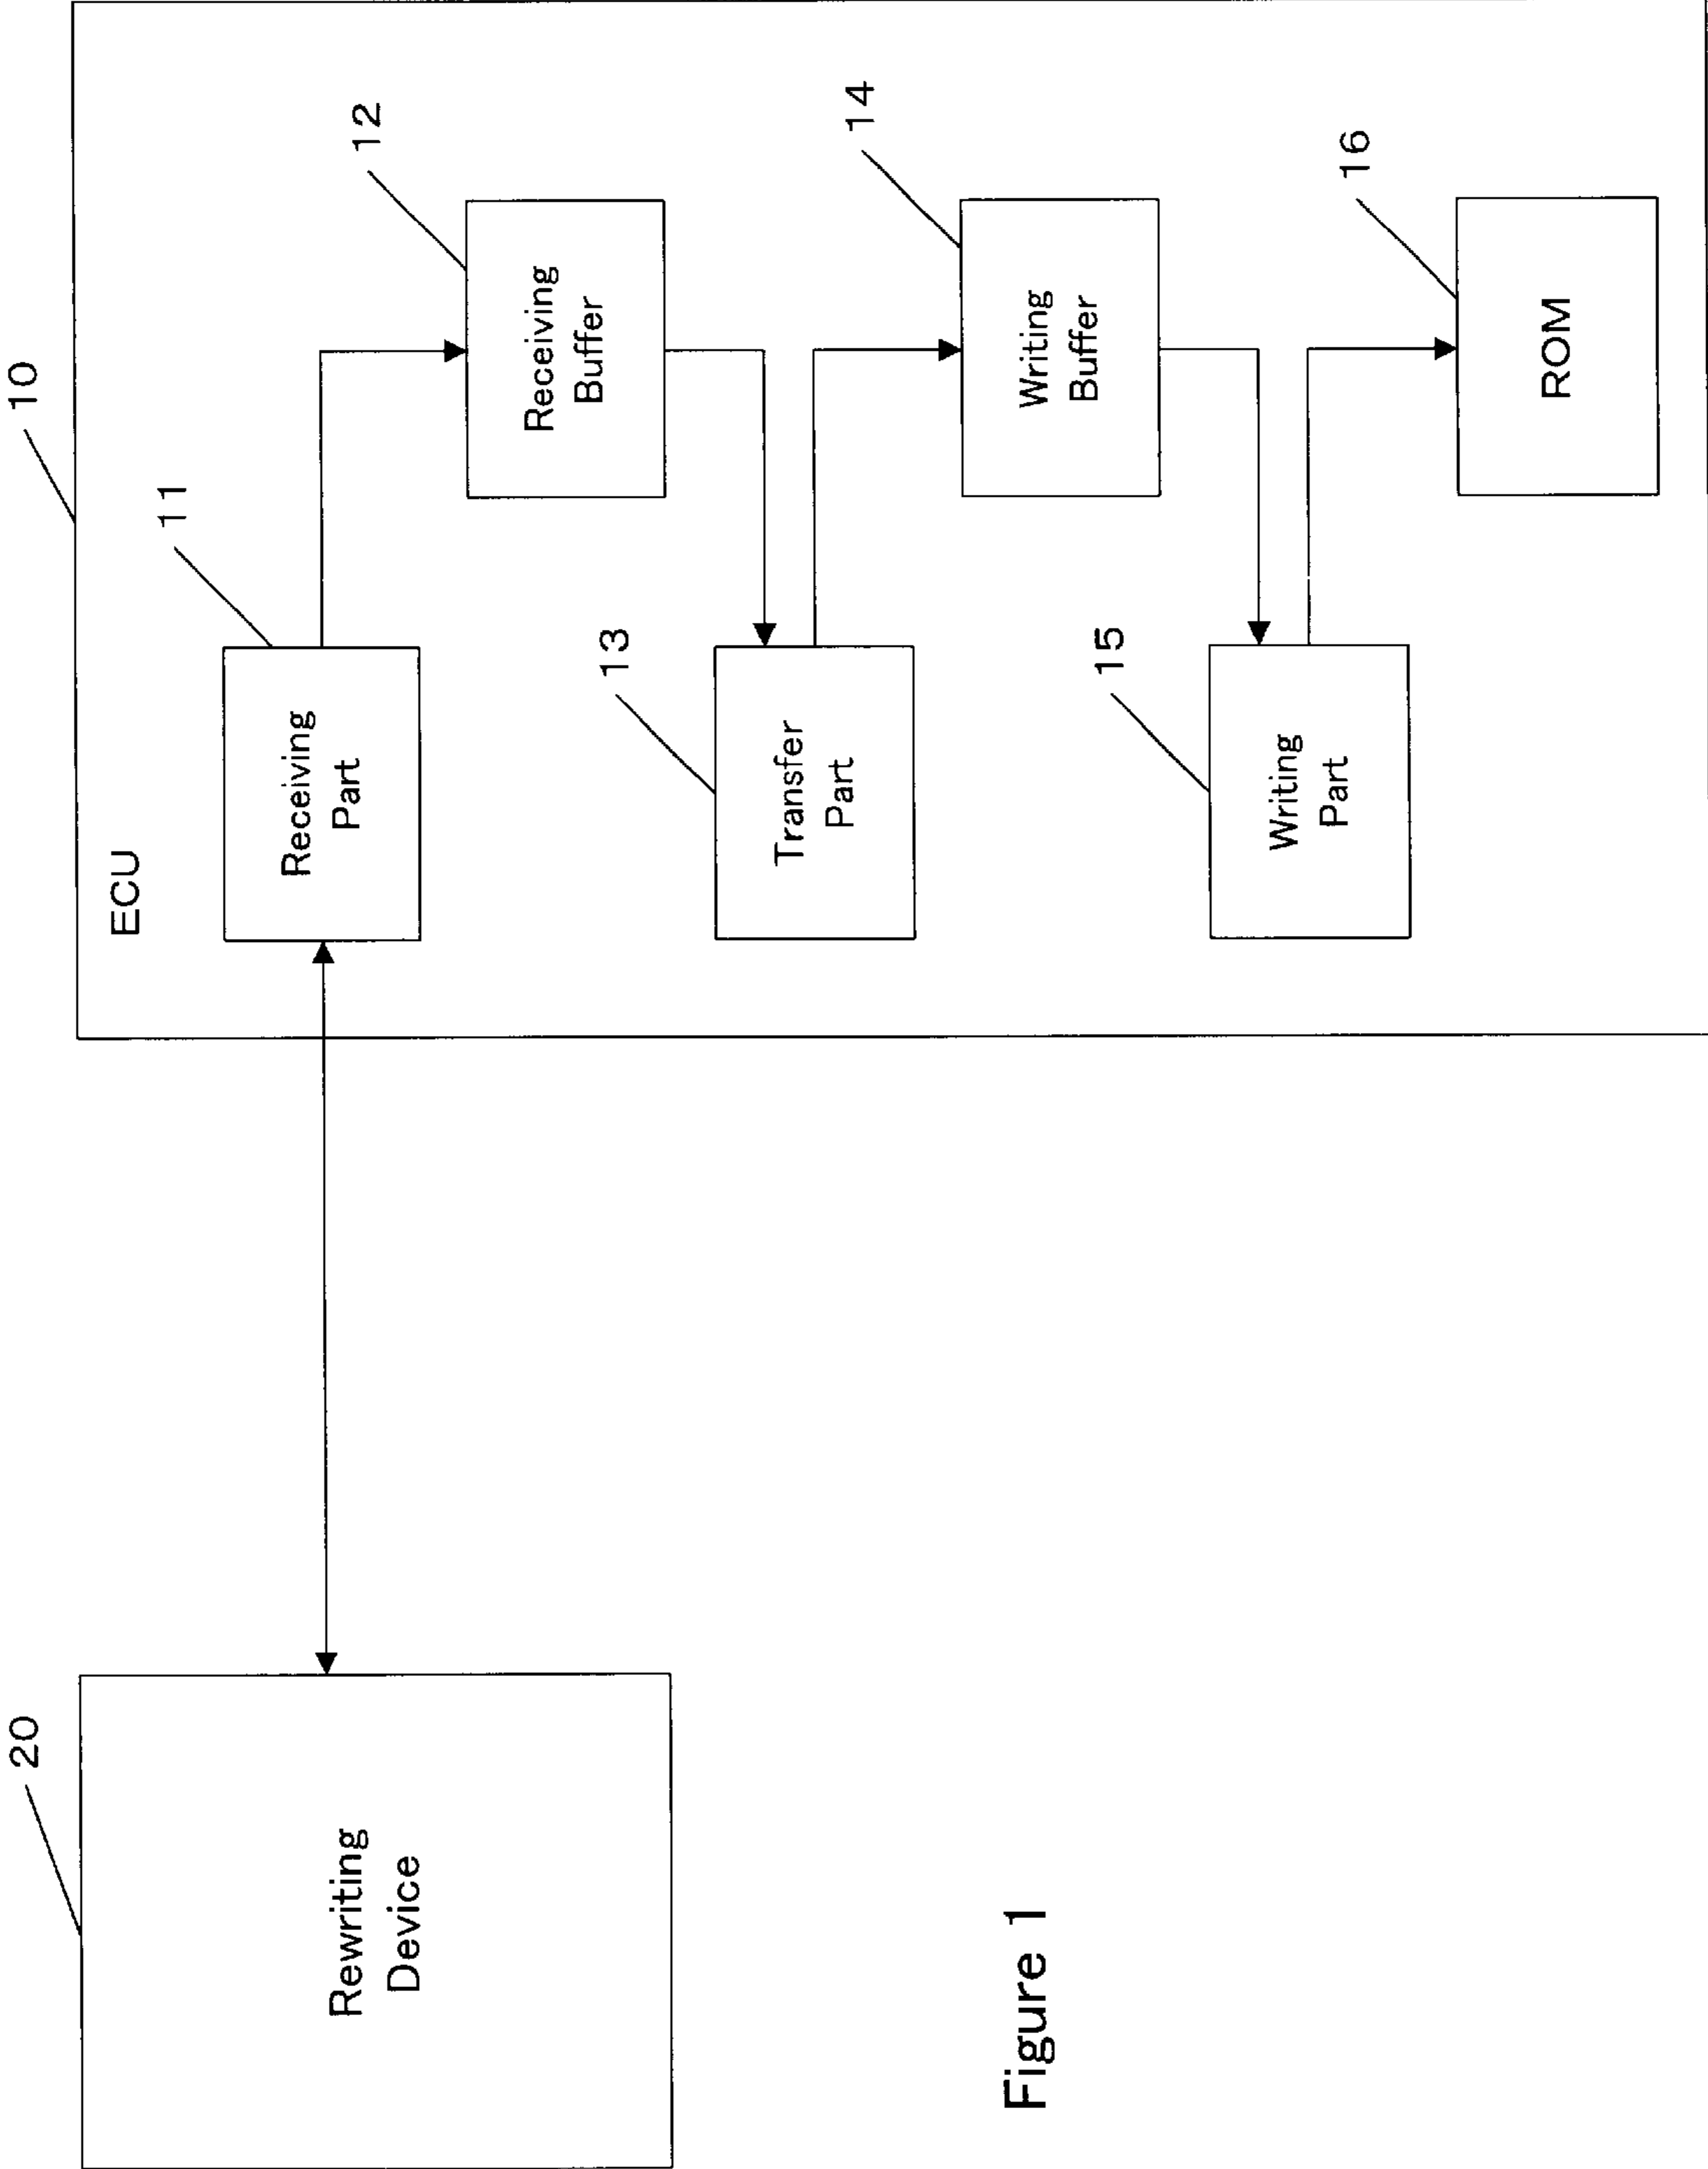 20
10
Rewriting
Device
ECU
11
Receiving
Part
12
Receiving
Buffer
13
Transfer
Part
14
Writing
Buffer
15
Writing
Part
16
ROM
Figure 1